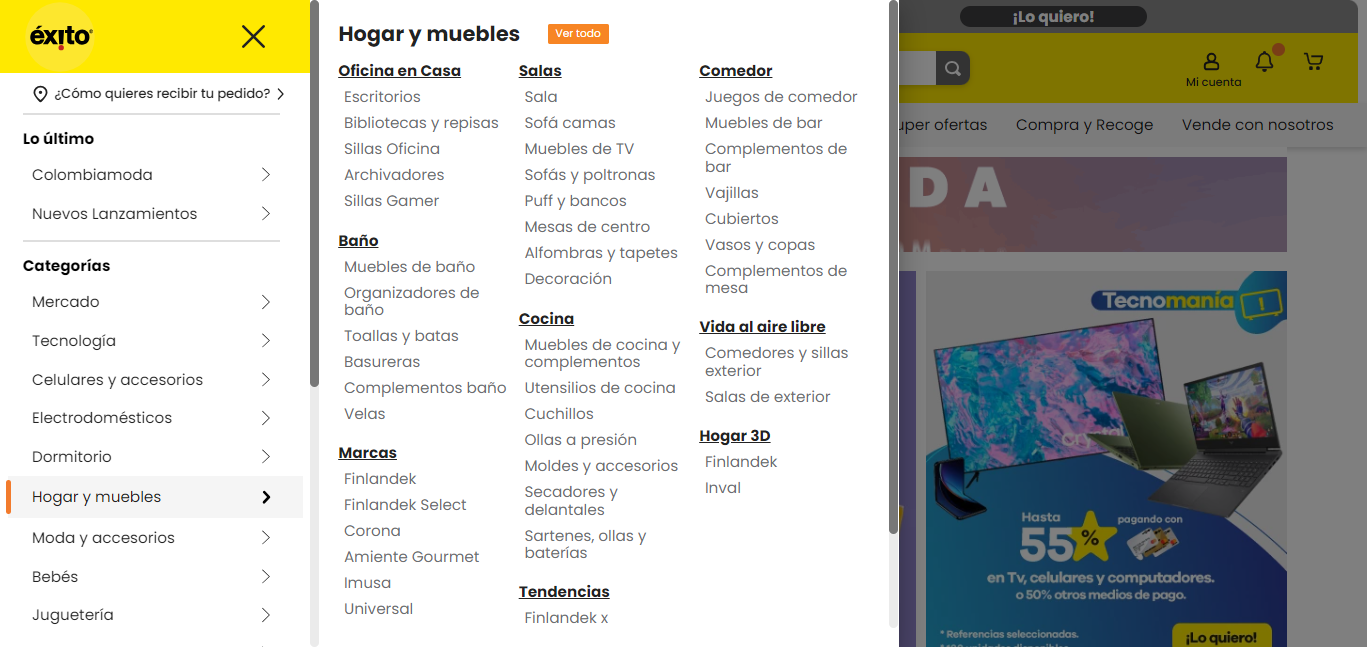 éxito
¿Cómo quieres recibir tu pedido?
Lo último
Colombiamoda
Nuevos Lanzamientos
Categorías
Mercado
Tecnología
Celulares y accesorios
Electrodomésticos
Dormitorio
Hogar y muebles
Moda y accesorios
Bebés
Juguetería
Hogar y muebles
Ver todo
Oficina en Casa
Escritorios
Bibliotecas y repisas
Sillas Oficina
Archivadores
Sillas Gamer
Baño
Muebles de baño
Organizadores de
baño
Toallas y batas
Basureras
Complementos baño
Velas
Marcas
Finlandek
Finlandek Select
Corona
Amiente Gourmet
Imusa
Universal
Salas
Sala
Sofá camas
Muebles de TV
Sofás y poltronas
Puff y bancos
Mesas de centro
Alfombras y tapetes
Decoración
Cocina
Muebles de cocina y
complementos
Utensilios de cocina
Cuchillos
Ollas a presión
Moldes y accesorios
Secadores y
delantales
Sartenes, ollas y
baterías
Tendencias
Finlandek x
Comedor
Juegos de comedor
Muebles de bar
Complementos de
bar
Vajillas
Cubiertos
Vasos y copas
Complementos de
mesa
Vida al aire libre
Comedores y sillas
exterior
Salas de exterior
Hogar 3D
Finlandek
Inval
¡Lo quiero!
Mi cuenta
uper ofertas
Compra y Recoge
Vende con nosotros
DA
Tecnomanía
Hasta
55%
pagando con
en Tv, celulares y computadores.
o 50% otros medios de pago.
* Referencias seleccionadas.
¡Lo quiero!